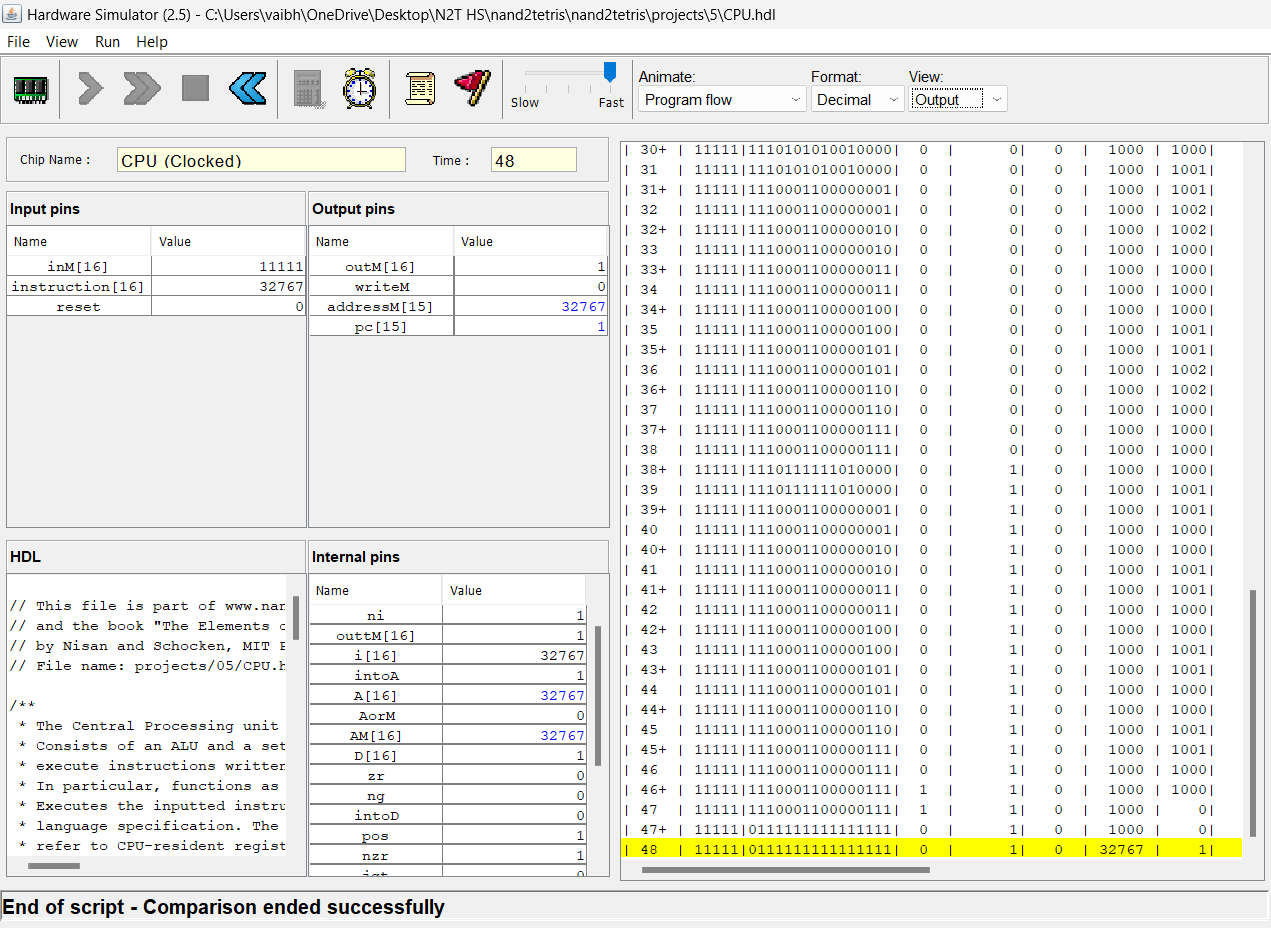 Hardware Simulator (2.5) - C:\Users\vaibh\OneDrive\Desktop\N2T HS\nand2tetris\nand2tetris\projects\5\CPU.hdl
File View Run Help
Slow Fast
Animate: Format: View:
Program flow Decimal Output
Chip Name : CPU (Clocked) Time : 48
Input pins
Name Value
inM[16] 11111
instruction[16] 32767
reset 0
Output pins
Name Value
outM[16] 1
writeM 0
addressM[15] 32767
pc[15] 1
HDL
// This file is part of www.nan
// and the book "The Elements
// by Nisan and Schocken, MIT
// File name: projects/05/CPU.h
/**
* The Central Processing unit
* Consists of an ALU and a set
* execute instructions written
* In particular, functions as
* Executes the inputted instru
* language specification. The
* refer to CPU-resident regist
Internal pins
Name Value
ni 1
outtM[16] 1
i[16] 32767
intoA 1
A[16] 32767
AorM 0
AM[16] 32767
D[16] 1
zr 0
ng 0
intoD 0
pos 1
nzr 1
| 30+ | 11111|1110101010010000| 0 | 0| 0 | 1000 | 1000|
| 31 | 11111|1110101010010000| 0 | 0| 0 | 1000 | 1001|
| 31+ | 11111|1110001100000001| 0 | 0| 0 | 1000 | 1001|
| 32 | 11111|1110001100000001| 0 | 0| 0 | 1000 | 1002|
| 32+ | 11111|1110001100000010| 0 | 0| 0 | 1000 | 1002|
| 33 | 11111|1110001100000010| 0 | 0| 0 | 1000 | 1000|
| 33+ | 11111|1110001100000011| 0 | 0| 0 | 1000 | 1000|
| 34 | 11111|1110001100000011| 0 | 0| 0 | 1000 | 1000|
| 34+ | 11111|1110001100000100| 0 | 0| 0 | 1000 | 1000|
| 35 | 11111|1110001100000100| 0 | 0| 0 | 1000 | 1001|
| 35+ | 11111|1110001100000101| 0 | 0| 0 | 1000 | 1001|
| 36 | 11111|1110001100000101| 0 | 0| 0 | 1000 | 1002|
| 36+ | 11111|1110001100000110| 0 | 0| 0 | 1000 | 1002|
| 37 | 11111|1110001100000110| 0 | 0| 0 | 1000 | 1000|
| 37+ | 11111|1110001100000111| 0 | 0| 0 | 1000 | 1000|
| 38 | 11111|1110001100000111| 0 | 0| 0 | 1000 | 1000|
| 38+ | 11111|1110111111010000| 0 | 1| 0 | 1000 | 1000|
| 39 | 11111|1110111111010000| 0 | 1| 0 | 1000 | 1001|
| 39+ | 11111|1110001100000001| 0 | 1| 0 | 1000 | 1001|
| 40 | 11111|1110001100000001| 0 | 1| 0 | 1000 | 1000|
| 40+ | 11111|1110001100000010| 0 | 1| 0 | 1000 | 1000|
| 41 | 11111|1110001100000010| 0 | 1| 0 | 1000 | 1001|
| 41+ | 11111|1110001100000011| 0 | 1| 0 | 1000 | 1001|
| 42 | 11111|1110001100000011| 0 | 1| 0 | 1000 | 1000|
| 42+ | 11111|1110001100000100| 0 | 1| 0 | 1000 | 1000|
| 43 | 11111|1110001100000100| 0 | 1| 0 | 1000 | 1001|
| 43+ | 11111|1110001100000101| 0 | 1| 0 | 1000 | 1001|
| 44 | 11111|1110001100000101| 0 | 1| 0 | 1000 | 1000|
| 44+ | 11111|1110001100000110| 0 | 1| 0 | 1000 | 1000|
| 45 | 11111|1110001100000110| 0 | 1| 0 | 1000 | 1001|
| 45+ | 11111|1110001100000111| 0 | 1| 0 | 1000 | 1001|
| 46 | 11111|1110001100000111| 0 | 1| 0 | 1000 | 1000|
| 46+ | 11111|1110001100000111| 1 | 1| 0 | 1000 | 1000|
| 47 | 11111|1110001100000111| 1 | 1| 0 | 1000 | 0|
| 47+ | 11111|0111111111111111| 0 | 1| 0 | 1000 | 0|
| 48 | 11111|0111111111111111| 0 | 1| 0 | 32767 | 1|
End of script - Comparison ended successfully